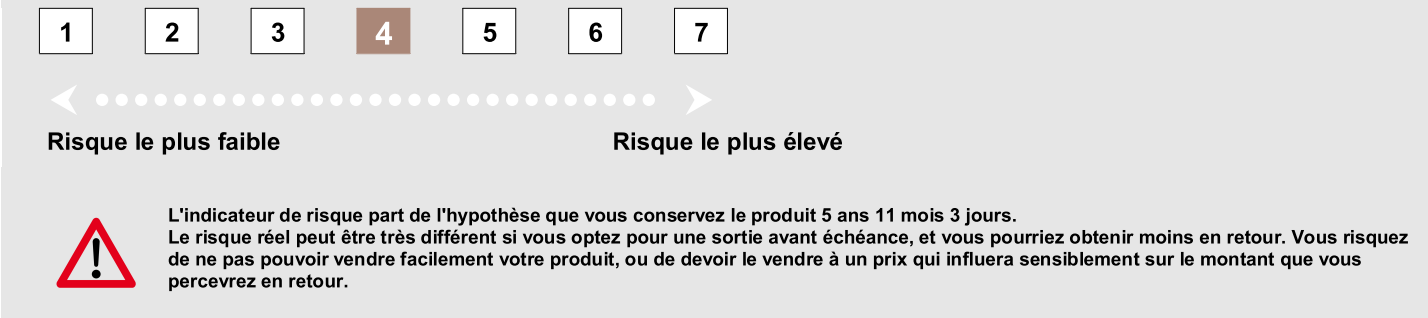 1 2 3 4 5 6 7
Risque le plus faible Risque le plus élevé
L'indicateur de risque part de l'hypothèse que vous conservez le produit 5 ans 11 mois 3 jours.
Le risque réel peut être très différent si vous optez pour une sortie avant échéance, et vous pourriez obtenir moins en retour. Vous risquez
de ne pas pouvoir vendre facilement votre produit, ou de devoir le vendre à un prix qui influera sensiblement sur le montant que vous
percevrez en retour.